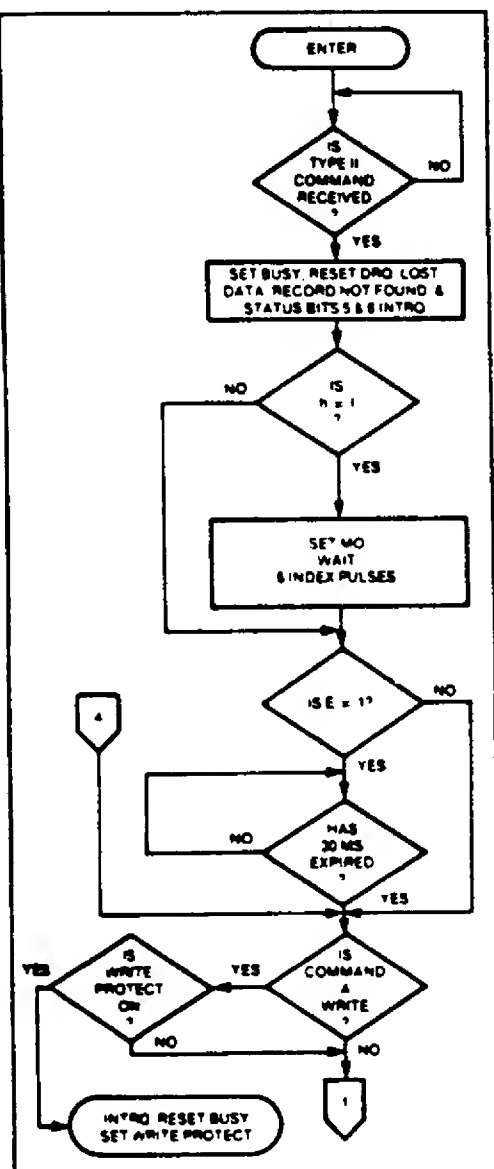 ENTER
IS
TYPE II
COMMAND
RECEIVED
?
NO
YES
SET BUSY, RESET DRQ, LOST
DATA, RECORD NOT FOUND &
STATUS BITS 5 & 6 INTRQ
NO
IS
h = 1
?
YES
SET MO
WAIT
6 INDEX PULSES
4
IS E = 1?
NO
YES
NO
HAS
30 MS
EXPIRED
?
YES
YES
IS
WRITE
PROTECT
ON
?
YES
IS
COMMAND
A
WRITE
?
NO
NO
1
INTRQ RESET BUSY
SET WRITE PROTECT